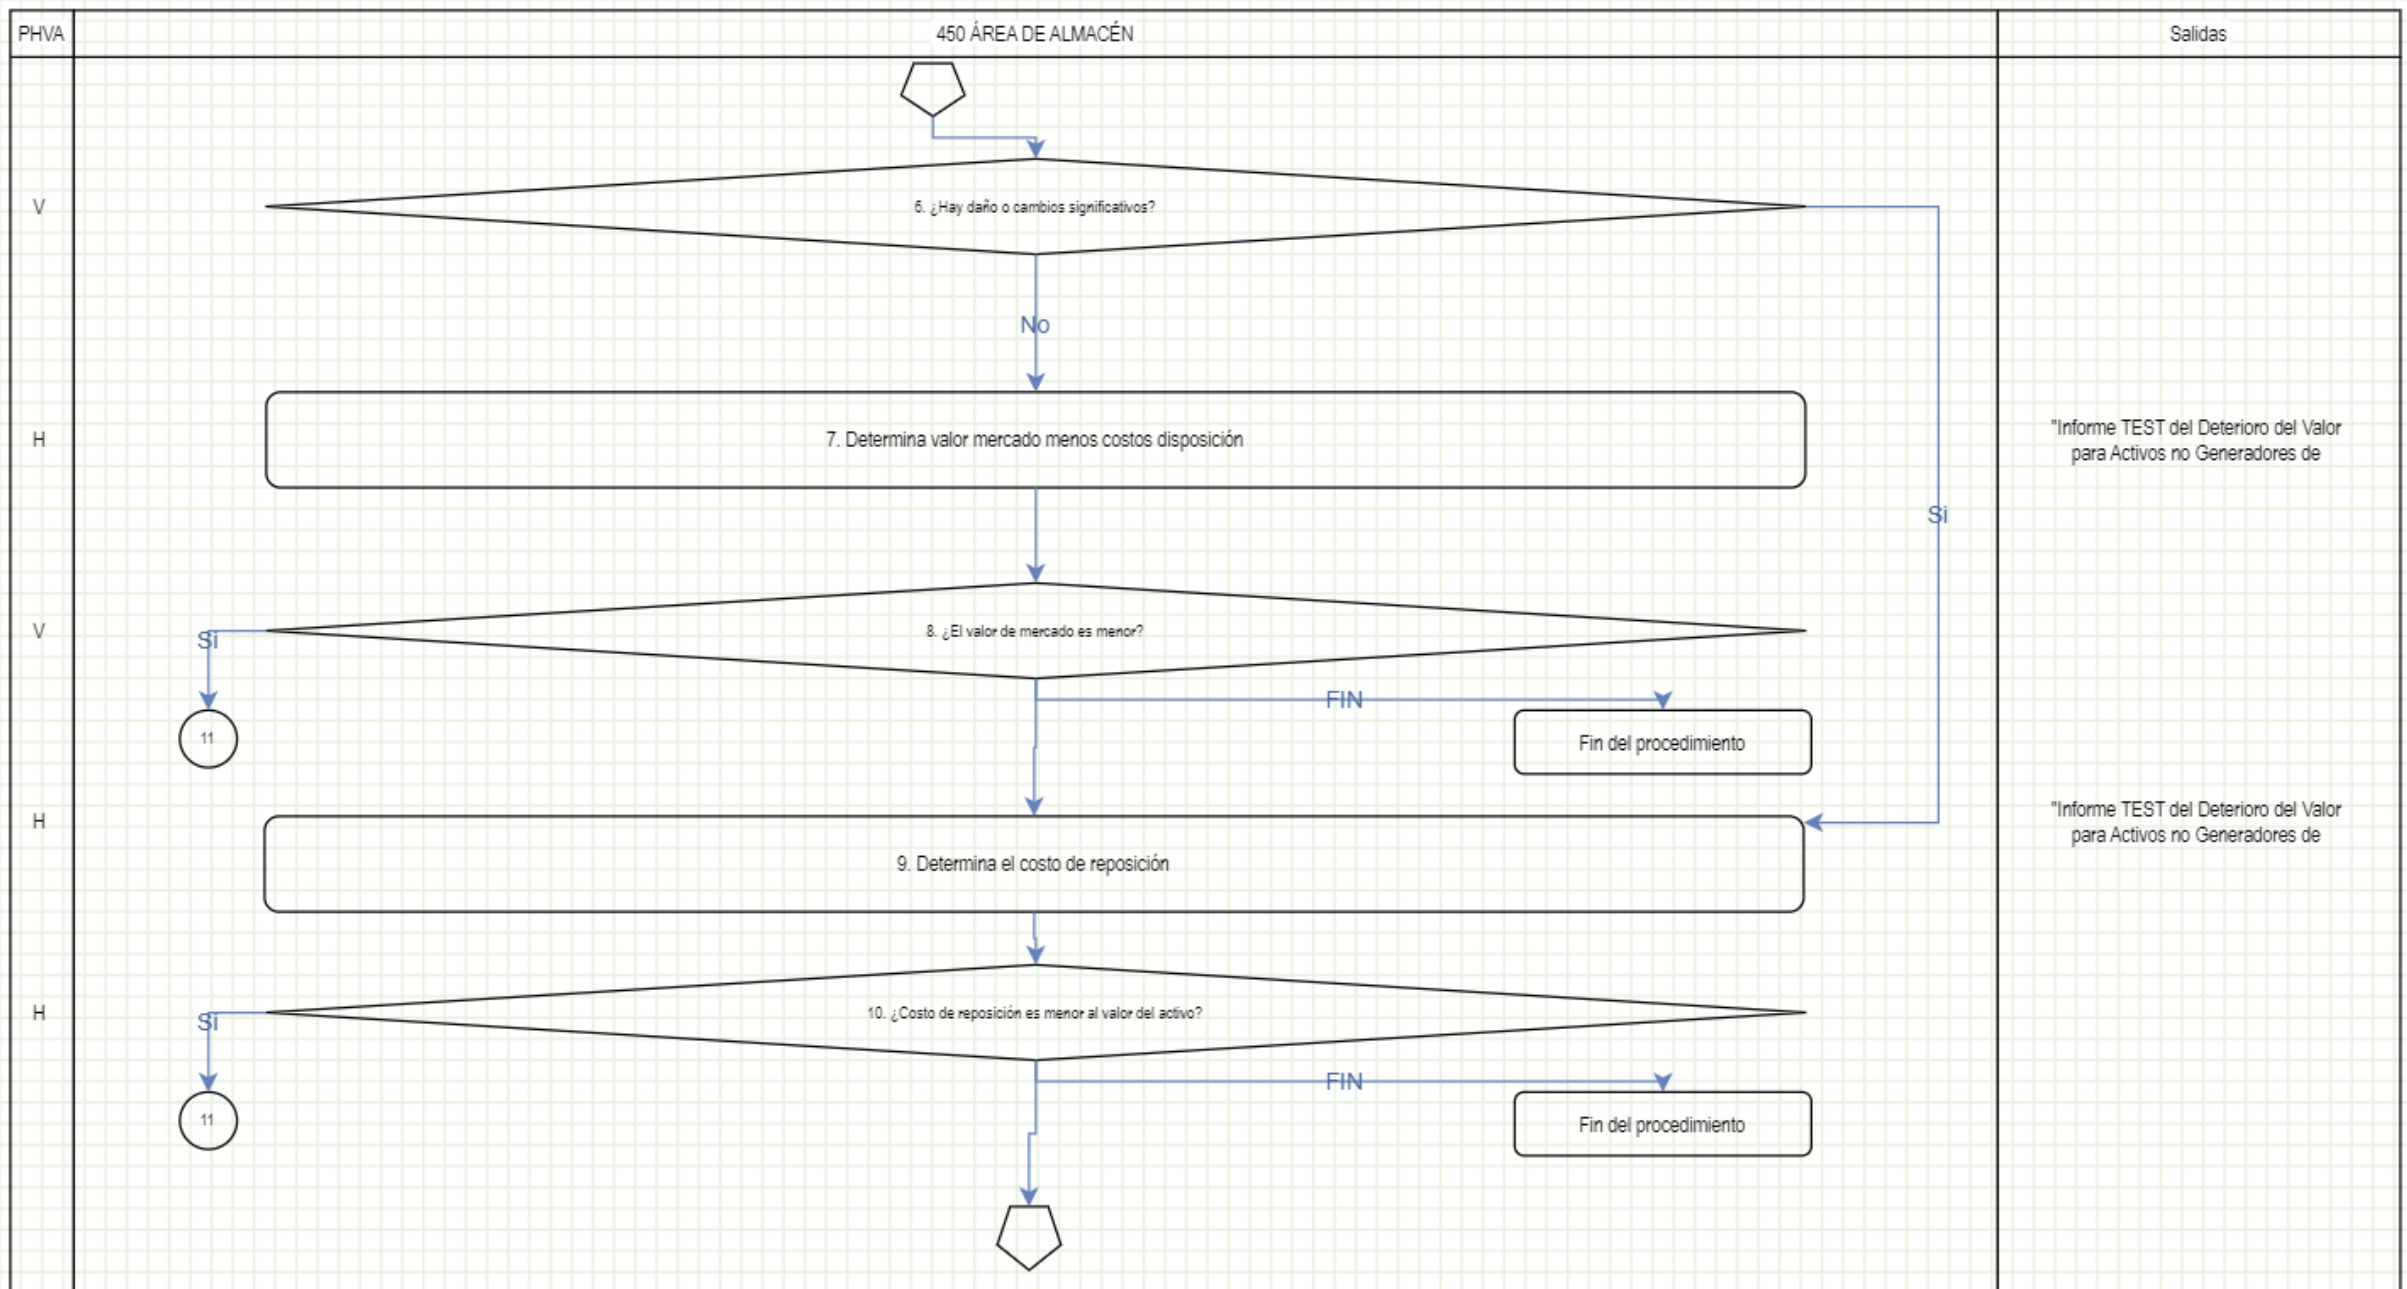 PHVA
450 ÁREA DE ALMACÉN
Salidas
V
6. ¿Hay daño o cambios significativos?
No
H
7. Determina valor mercado menos costos disposición
"Informe TEST del Deterioro del Valor
para Activos no Generadores de
Si
V
8. ¿El valor de mercado es menor?
Si
FIN
11
Fin del procedimiento
H
9. Determina el costo de reposición
"Informe TEST del Deterioro del Valor
para Activos no Generadores de
H
10. ¿Costo de reposición es menor al valor del activo?
Si
FIN
11
Fin del procedimiento